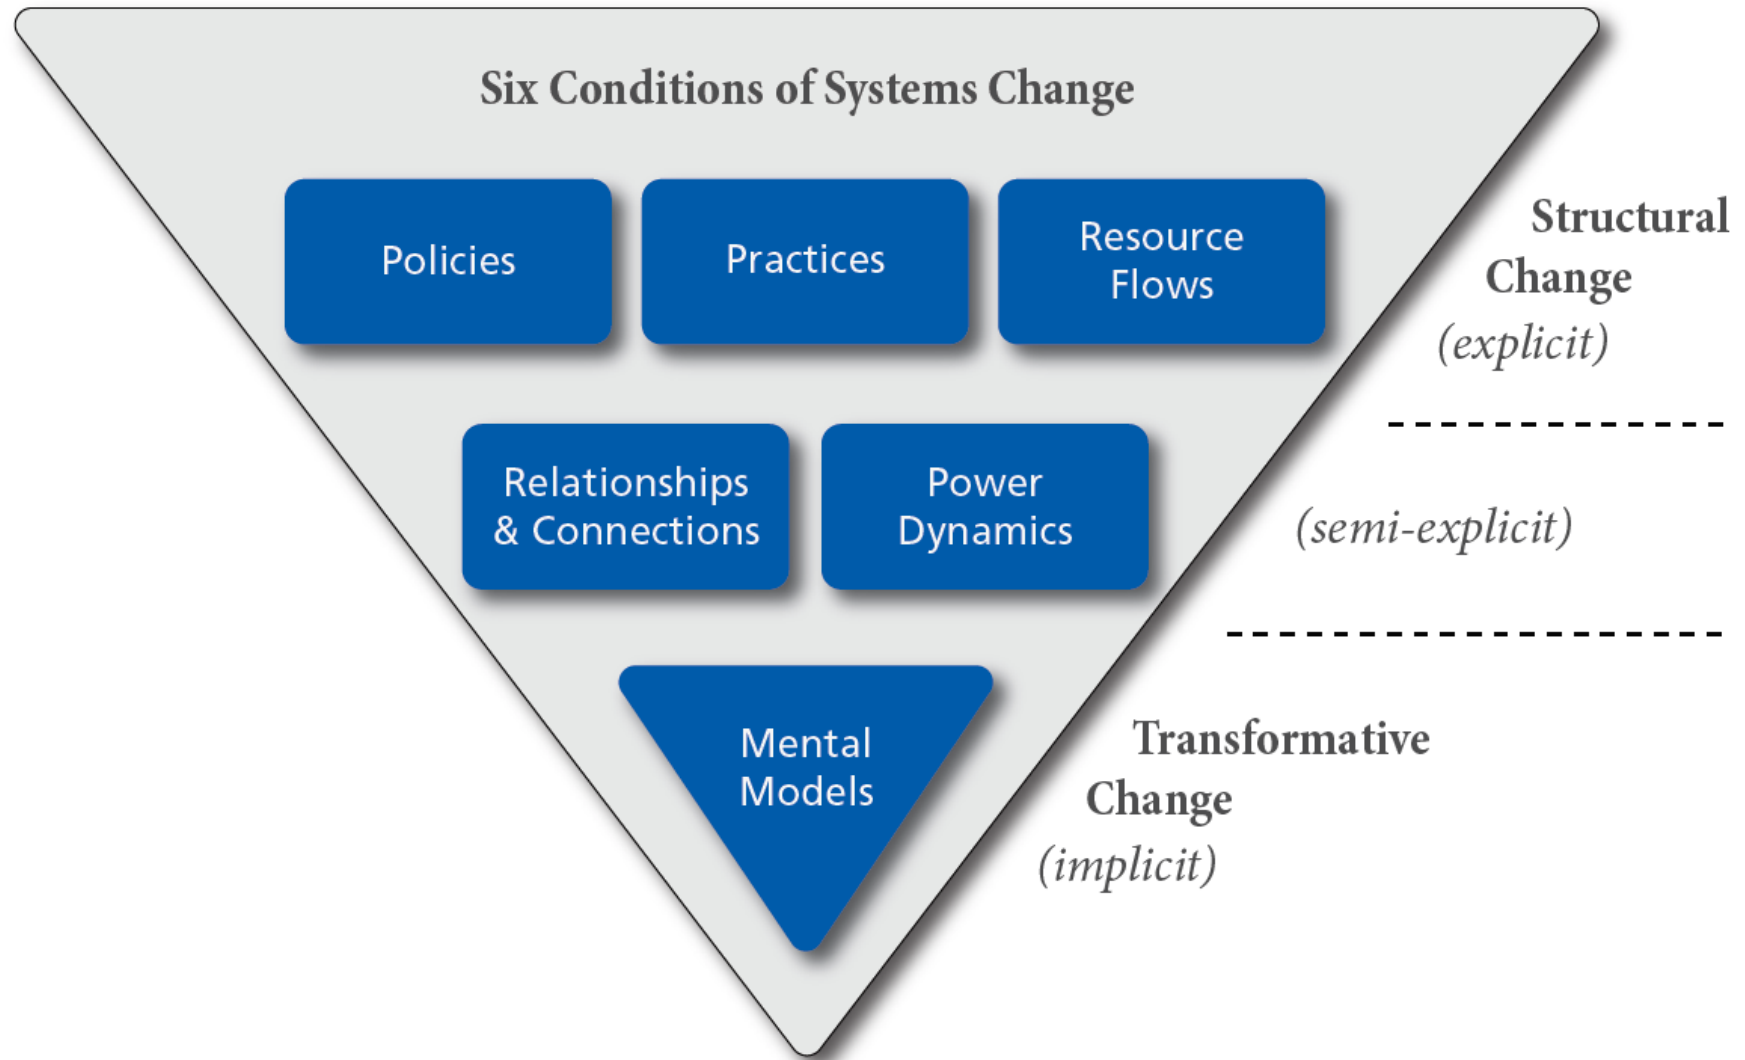 Six Conditions of Systems Change
Policies
Practices
Resource
Flows
Structural
Change
(explicit)
Relationships
& Connections
Power
Dynamics
(semi-explicit)
Mental
Models
Transformative
Change
(implicit)